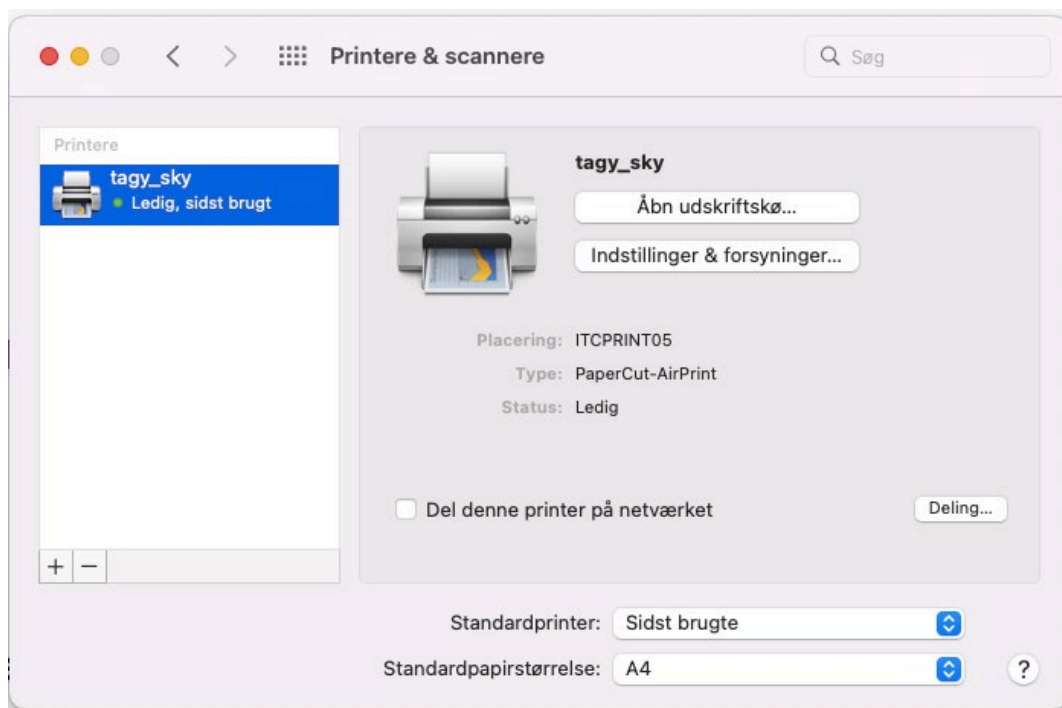 Printere & scannere
Søg
Printere
tagy_sky
Ledig, sidst brugt
tagy_sky
Åbn udskriftskø...
Indstillinger & forsyninger...
Placering: ITCPRINT05
Type: PaperCut-AirPrint
Status: Ledig
Del denne printer på netværket
Deling...
+ −
Standardprinter: Sidst brugte
Standardpapirstørrelse: A4
?